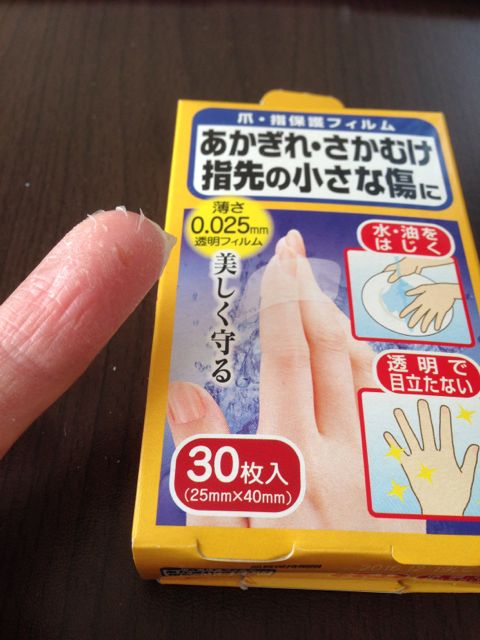 爪・指保護フィルム
あかぎれ・さかむけ
指先の小さな傷に
薄さ
0.025mm
透明フィルム
美しく守る
水・油を
はじく
透明で
目立たない
30枚入
(25mm×40mm)